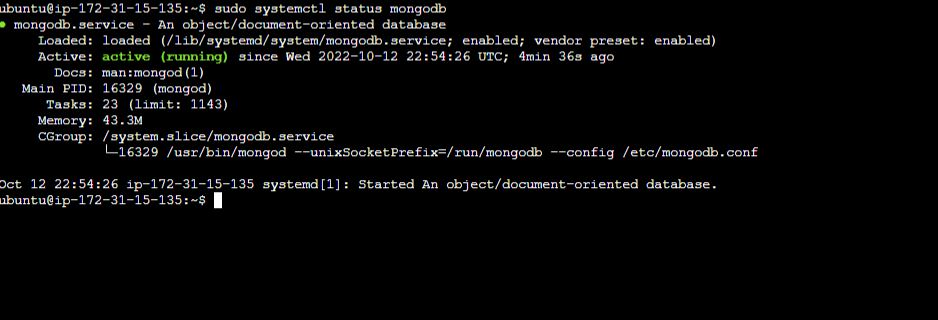 ubuntu@ip-172-31-15-135:~$ sudo systemctl status mongodb
● mongodb.service - An object/document-oriented database
Loaded: loaded (/lib/systemd/system/mongodb.service; enabled; vendor preset: enabled)
Active: active (running) since Wed 2022-10-12 22:54:26 UTC; 4min 36s ago
Docs: man:mongod(1)
Main PID: 16329 (mongod)
Tasks: 23 (limit: 1143)
Memory: 43.3M
CGroup: /system.slice/mongodb.service
└─16329 /usr/bin/mongod --unixSocketPrefix=/run/mongodb --config /etc/mongodb.conf
Oct 12 22:54:26 ip-172-31-15-135 systemd[1]: Started An object/document-oriented database.
ubuntu@ip-172-31-15-135:~$